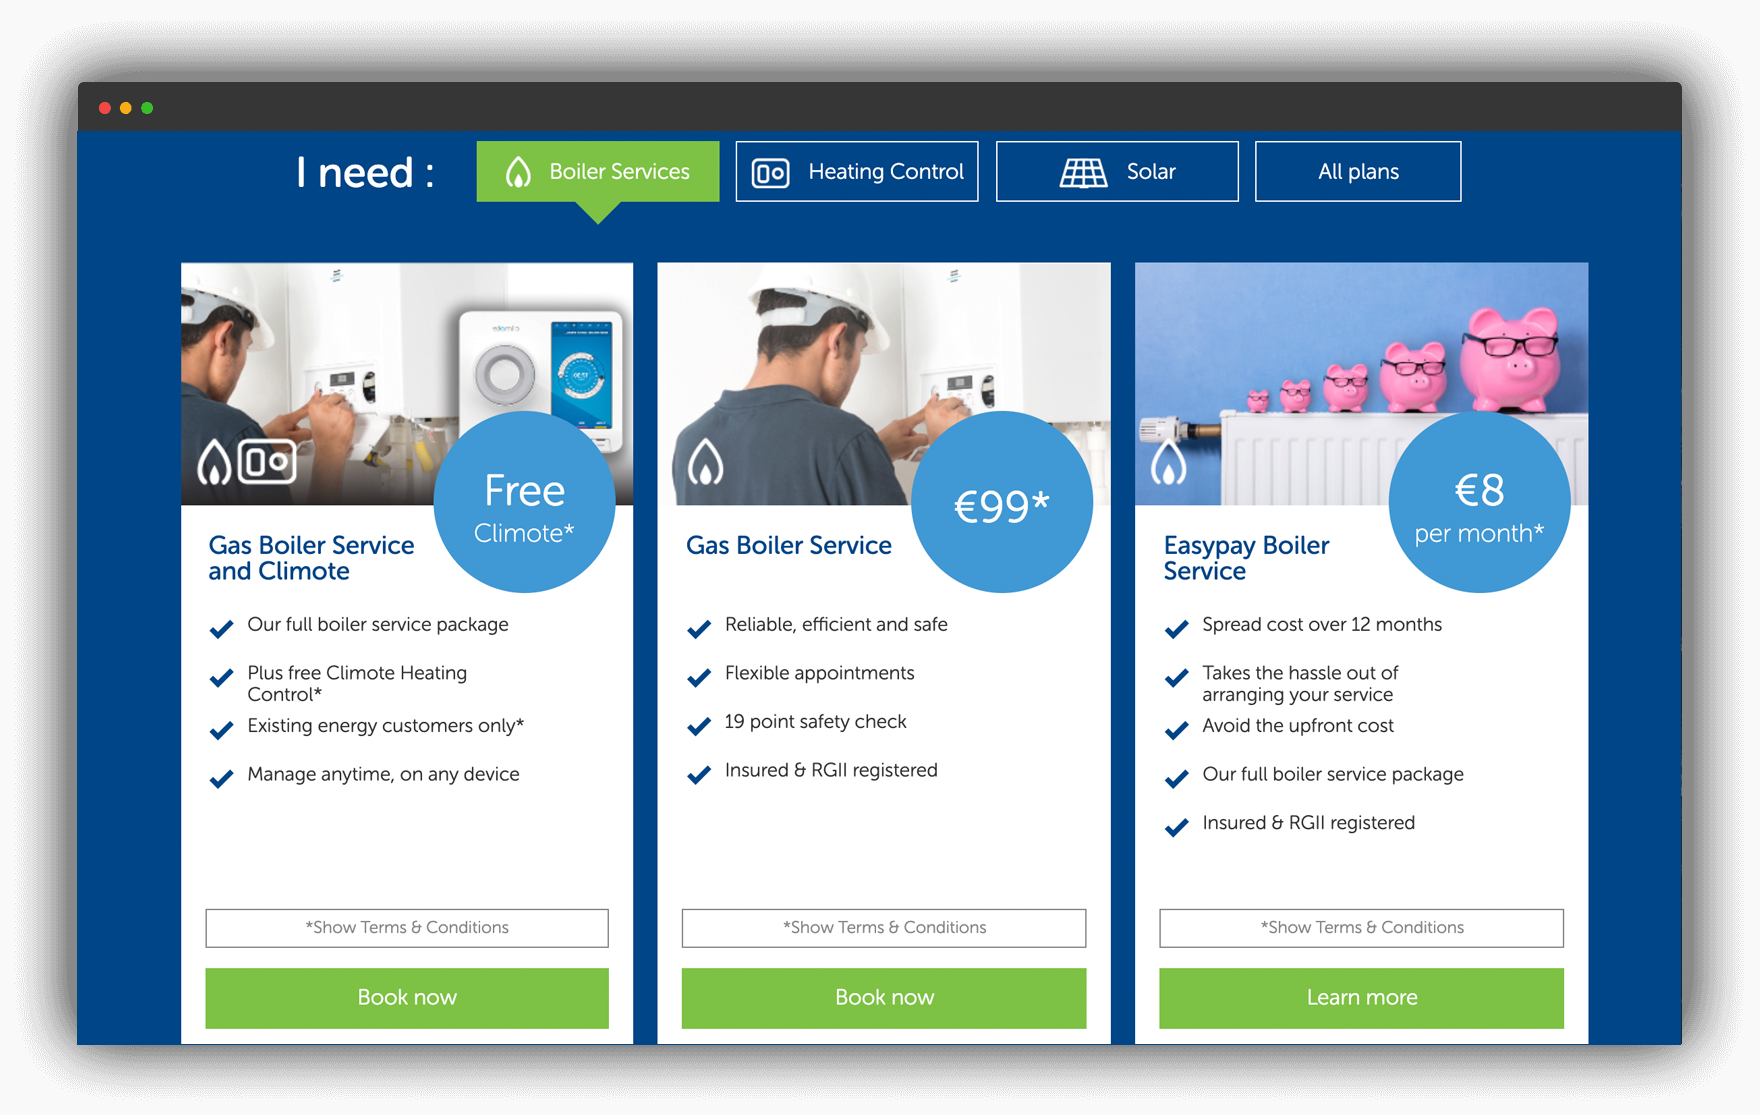 I need :
Boiler Services
Heating Control
Solar
All plans
climote
Free
Climote*
Gas Boiler Service
and Climote
Our full boiler service package
Plus free Climote Heating
Control*
Existing energy customers only*
Manage anytime, on any device
*Show Terms & Conditions
Book now
€99*
Gas Boiler Service
Reliable, efficient and safe
Flexible appointments
19 point safety check
Insured & RGII registered
*Show Terms & Conditions
Book now
€8
per month*
Easypay Boiler
Service
Spread cost over 12 months
Takes the hassle out of
arranging your service
Avoid the upfront cost
Our full boiler service package
Insured & RGII registered
*Show Terms & Conditions
Learn more